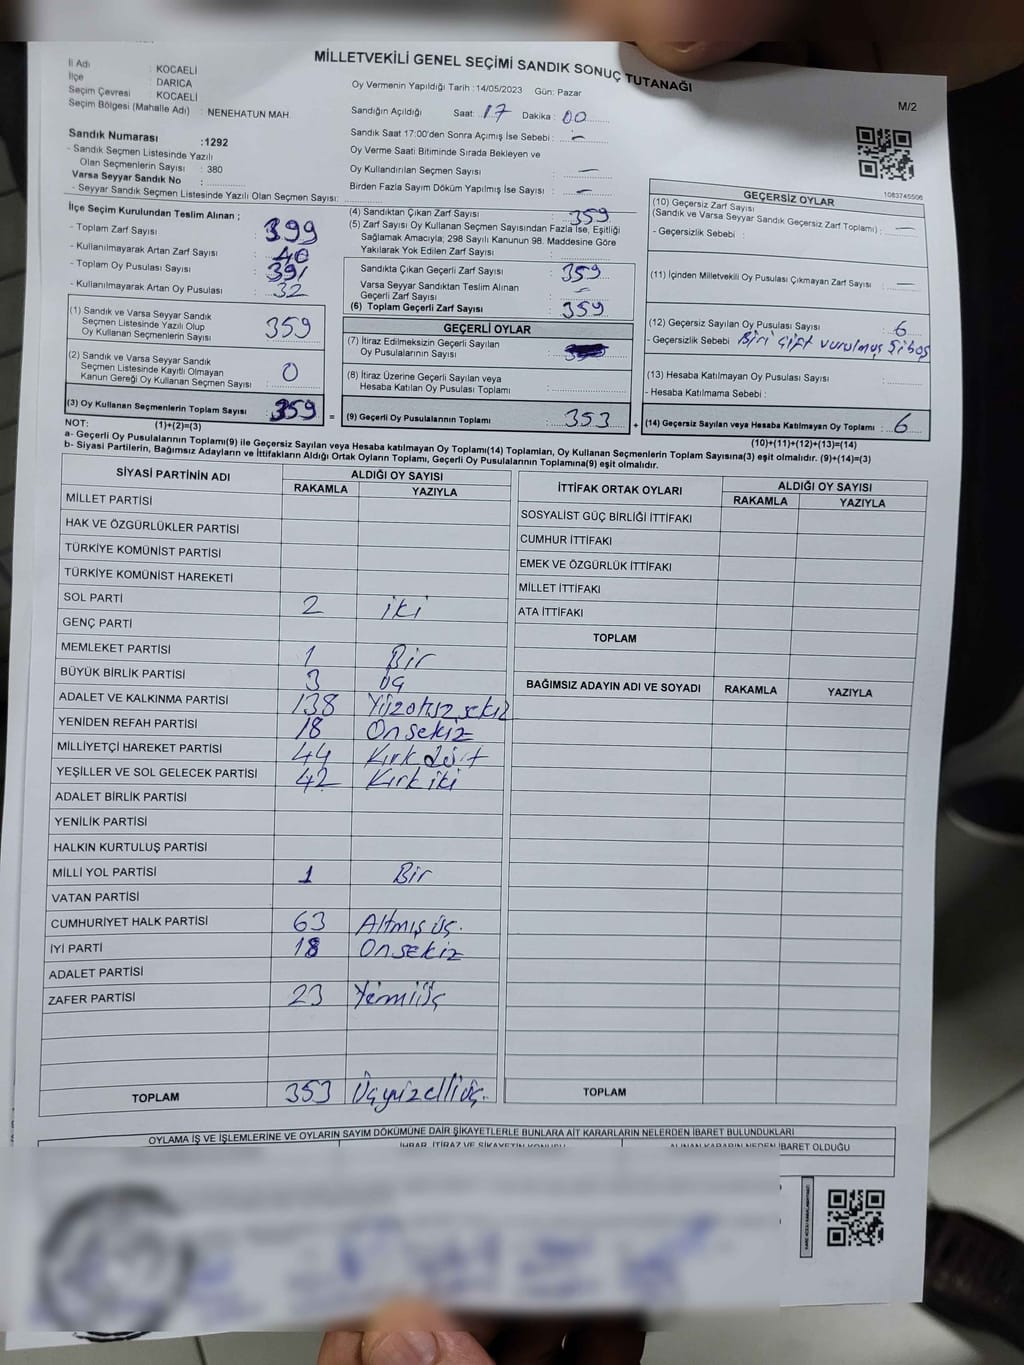 MİLLETVEKİLİ GENEL SEÇİMİ SANDIK SONUÇ TUTANAĞI
M/2
İl Adı : KOCAELİ
İlçe : DARICA
Seçim Çevresi : KOCAELİ
Seçim Bölgesi (Mahalle Adı) : NENEHATUN MAH.
Sandık Numarası :1292
- Sandık Seçmen Listesinde Yazılı
Olan Seçmenlerin Sayısı : 380
Varsa Seyyar Sandık No :
- Seyyar Sandık Seçmen Listesinde Yazılı Olan Seçmen Sayısı:
Oy Vermenin Yapıldığı Tarih : 14/05/2023 Gün: Pazar
Sandığın Açıldığı Saat: 17 Dakika : 00
Sandık Saat 17:00'den Sonra Açımış İse Sebebi : —
Oy Verme Saati Bitiminde Sırada Bekleyen ve
Oy Kullandırılan Seçmen Sayısı : —
Birden Fazla Sayım Döküm Yapılmış İse Sayısı : —
İlçe Seçim Kurulundan Teslim Alınan ;
- Toplam Zarf Sayısı : 399
- Kullanılmayarak Artan Zarf Sayısı : 40
- Toplam Oy Pusulası Sayısı : 391
- Kullanılmayarak Artan Oy Pusulası : 32
(1) Sandık ve Varsa Seyyar Sandık
Seçmen Listesinde Yazılı Olup
Oy Kullanan Seçmenlerin Sayısı : 359
(2) Sandık ve Varsa Seyyar Sandık
Seçmen Listesinde Kayıtlı Olmayan
Kanun Gereği Oy Kullanan Seçmen Sayısı : 0
(3) Oy Kullanan Seçmenlerin Toplam Sayısı : 359 =
(4) Sandıktan Çıkan Zarf Sayısı : 359
(5) Zarf Sayısı Oy Kullanan Seçmen Sayısından Fazla İse, Eşitliği
Sağlamak Amacıyla; 298 Sayılı Kanunun 98. Maddesine Göre
Yakılarak Yok Edilen Zarf Sayısı :
Sandıkta Çıkan Geçerli Zarf Sayısı : 359
Varsa Seyyar Sandıktan Teslim Alınan
Geçerli Zarf Sayısı : —
(6) Toplam Geçerli Zarf Sayısı : 359
GEÇERLİ OYLAR
(7) İtiraz Edilmeksizin Geçerli Sayılan
Oy Pusulalarının Sayısı :
(8) İtiraz Üzerine Geçerli Sayılan veya
Hesaba Katılan Oy Pusulası Toplamı :
(9) Geçerli Oy Pusulalarının Toplamı : 353 +
1083745506
GEÇERSİZ OYLAR
(10) Geçersiz Zarf Sayısı
(Sandık ve Varsa Seyyar Sandık Geçersiz Zarf Toplamı) : —
- Geçersizlik Sebebi :
(11) İçinden Milletvekili Oy Pusulası Çıkmayan Zarf Sayısı : —
(12) Geçersiz Sayılan Oy Pusulası Sayısı : 6
- Geçersizlik Sebebi : Biri çift vurulmuş 5i boş
(13) Hesaba Katılmayan Oy Pusulası Sayısı :
- Hesaba Katılmama Sebebi :
(14) Geçersiz Sayılan veya Hesaba Katılmayan Oy Toplamı : 6
NOT: (1)+(2)=(3)
(10)+(11)+(12)+(13)=(14)
a- Geçerli Oy Pusulalarının Toplamı(9) ile Geçersiz Sayılan veya Hesaba katılmayan Oy Toplamı(14) Toplamları, Oy Kullanan Seçmenlerin Toplam Sayısına(3) eşit olmalıdır. (9)+(14)=(3)
b- Siyasi Partilerin, Bağımsız Adayların ve İttifakların Aldığı Ortak Oyların Toplamı, Geçerli Oy Pusulalarının Toplamına(9) eşit olmalıdır.
SİYASİ PARTİNİN ADI ALDIĞI OY SAYISI
RAKAMLA YAZIYLA
MİLLET PARTİSİ
HAK VE ÖZGÜRLÜKLER PARTİSİ
TÜRKİYE KOMÜNİST PARTİSİ
TÜRKİYE KOMÜNİST HAREKETİ
SOL PARTİ 2 iki
GENÇ PARTİ
MEMLEKET PARTİSİ 1 Bir
BÜYÜK BİRLİK PARTİSİ 3 üç
ADALET VE KALKINMA PARTİSİ 138 Yüzotuzsekiz
YENİDEN REFAH PARTİSİ 18 Onsekiz
MİLLİYETÇİ HAREKET PARTİSİ 44 Kırk dört
YEŞİLLER VE SOL GELECEK PARTİSİ 42 Kırk iki
ADALET BİRLİK PARTİSİ
YENİLİK PARTİSİ
HALKIN KURTULUŞ PARTİSİ
MİLLİ YOL PARTİSİ 1 Bir
VATAN PARTİSİ
CUMHURİYET HALK PARTİSİ 63 Altmış üç.
İYİ PARTİ 18 Onsekiz
ADALET PARTİSİ
ZAFER PARTİSİ 23
TOPLAM 353 Üçyüzelliüç.
İTTİFAK ORTAK OYLARI ALDIĞI OY SAYISI
RAKAMLA YAZIYLA
SOSYALİST GÜÇ BİRLİĞİ İTTİFAKI
CUMHUR İTTİFAKI
EMEK VE ÖZGÜRLÜK İTTİFAKI
MİLLET İTTİFAKI
ATA İTTİFAKI
TOPLAM
BAĞIMSIZ ADAYIN ADI VE SOYADI RAKAMLA YAZIYLA
TOPLAM
OYLAMA İŞ VE İŞLEMLERİNE VE OYLARIN SAYIM DÖKÜMÜNE DAİR ŞİKAYETLERLE BUNLARA AİT KARARLARIN NELERDEN İBARET BULUNDUKLARI
İHBAR, İTİRAZ VE ŞİKAYETİN KONUSU ALINAN KARARIN NEDEN İBARET OLDUĞU